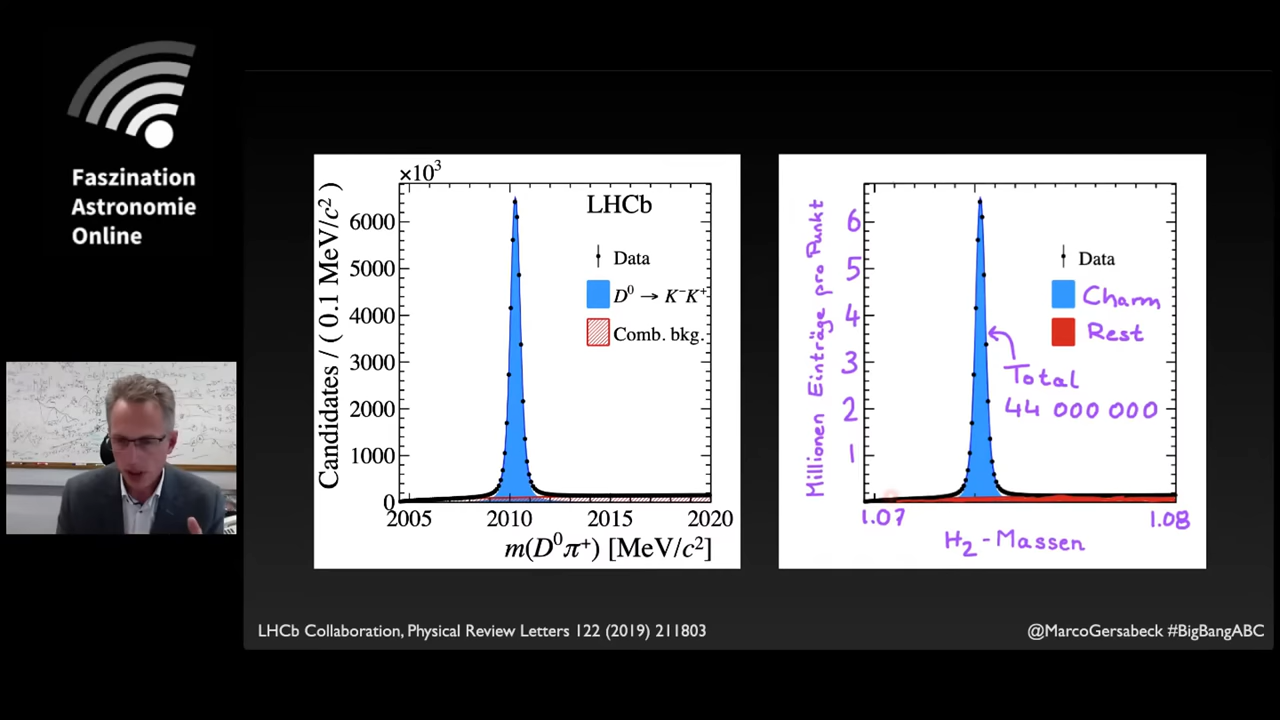 Faszination
Astronomie
Online
×10³
Candidates / ( 0.1 MeV/c² )
6000
5000
4000
3000
2000
1000
0
2005
2010
2015
2020
m(D⁰π⁺) [MeV/c²]
LHCb
Data
D⁰ → K⁻K⁺
Comb. bkg.
Millionen Einträge pro Punkt
6
5
4
3
2
1
1.07
1.08
H₂-Massen
Data
Charm
Rest
Total
44 000 000
LHCb Collaboration, Physical Review Letters 122 (2019) 211803
@MarcoGersabeck #BigBangABC